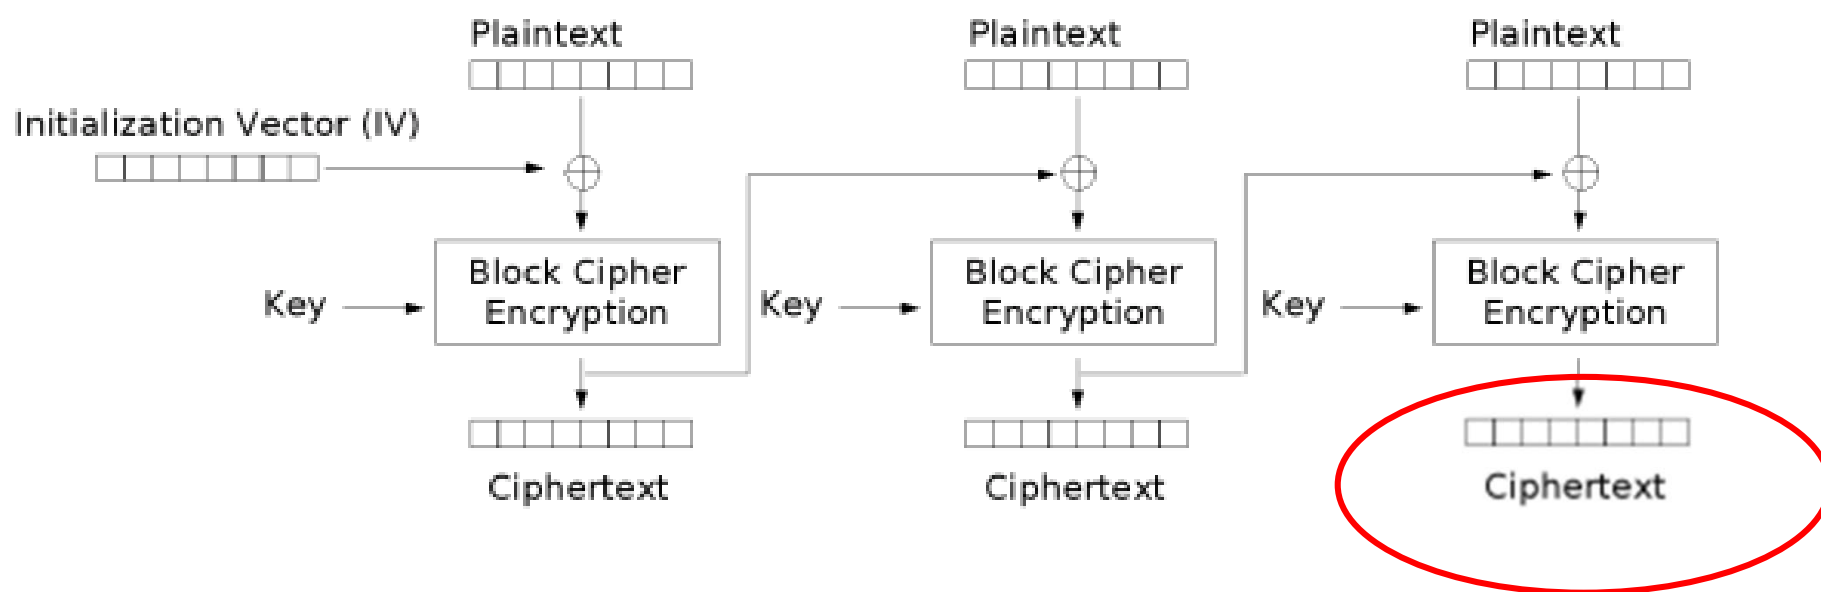 Plaintext
Plaintext
Plaintext
Initialization Vector (IV)
Key
Block Cipher
Encryption
Key
Block Cipher
Encryption
Key
Block Cipher
Encryption
Ciphertext
Ciphertext
Ciphertext